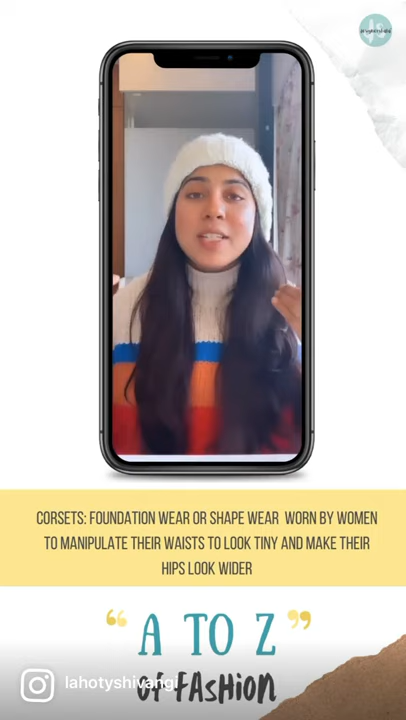 CORSETS: FOUNDATION WEAR OR SHAPE WEAR WORN BY WOMEN
TO MANIPULATE THEIR WAISTS TO LOOK TINY AND MAKE THEIR
HIPS LOOK WIDER
“ A TO Z ”
OF FASHION
lahotyshivangi